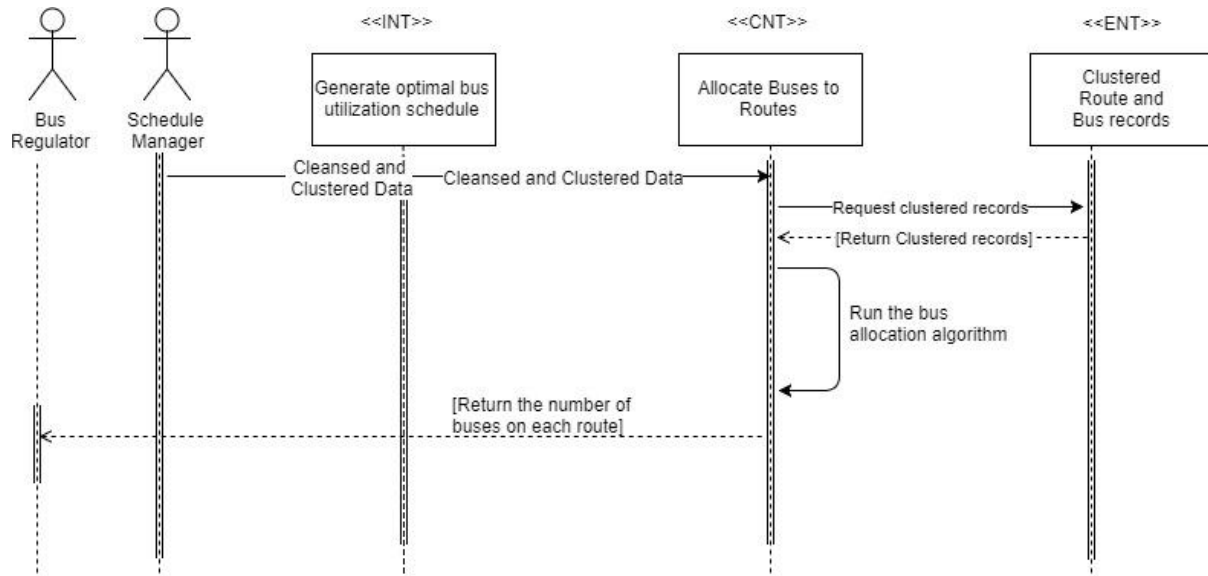 <<INT>>
<<CNT>>
<<ENT>>
Generate optimal bus
utilization schedule
Allocate Buses to
Routes
Clustered
Route and
Bus records
Bus
Regulator
Schedule
Manager
Cleansed and
Clustered Data
Cleansed and Clustered Data
Request clustered records
[Return Clustered records]
Run the bus
allocation algorithm
[Return the number of
buses on each route]